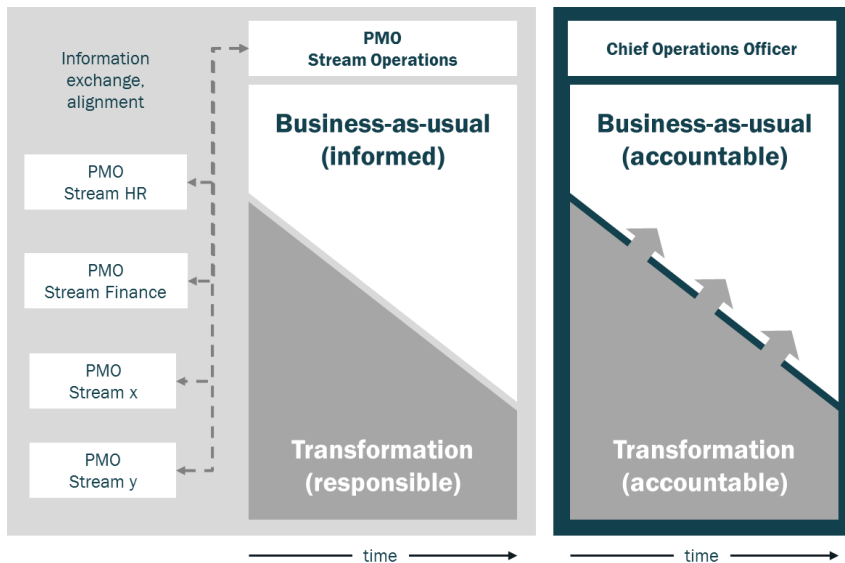 Information
exchange,
alignment
PMO
Stream HR
PMO
Stream Finance
PMO
Stream x
PMO
Stream y
PMO
Stream Operations
Business-as-usual
(informed)
Transformation
(responsible)
time
Chief Operations Officer
Business-as-usual
(accountable)
Transformation
(accountable)
time